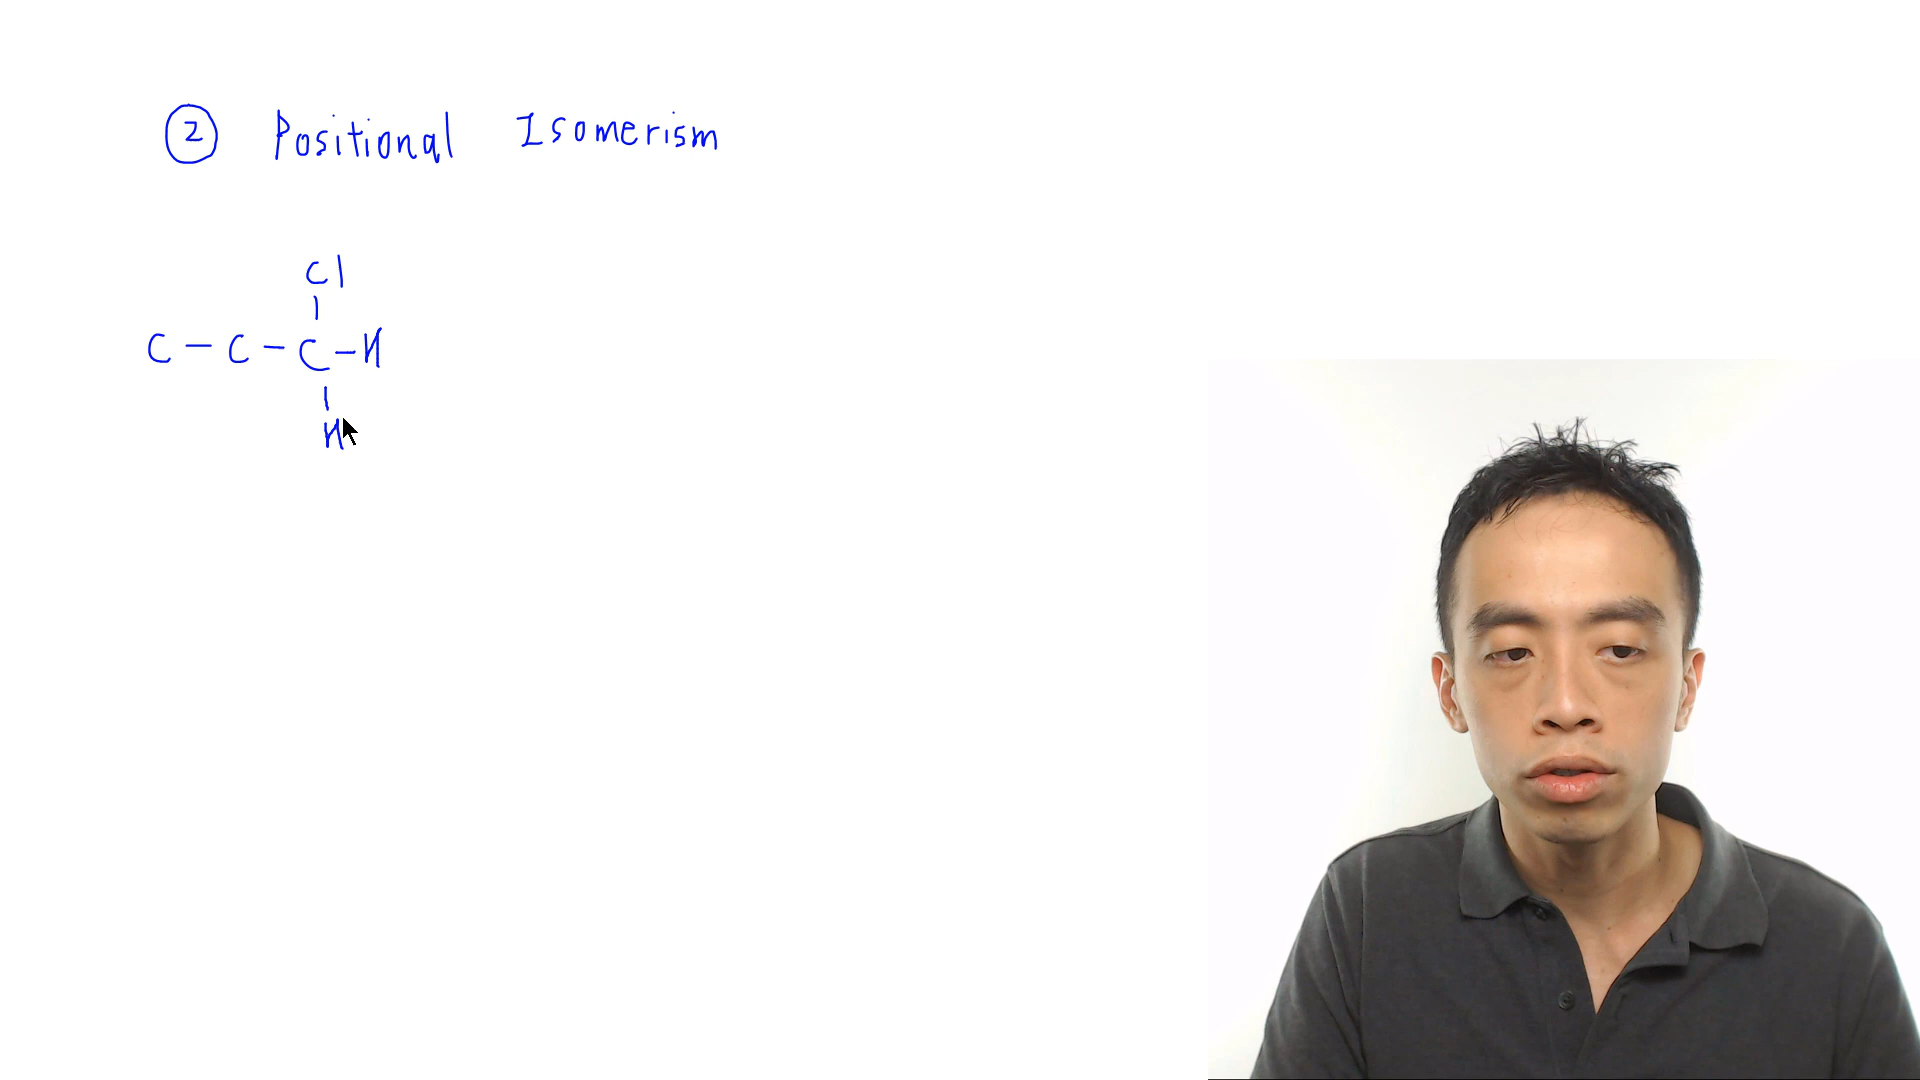 ② Positional Isomerism
Cl
|
C – C – C – H
|
H